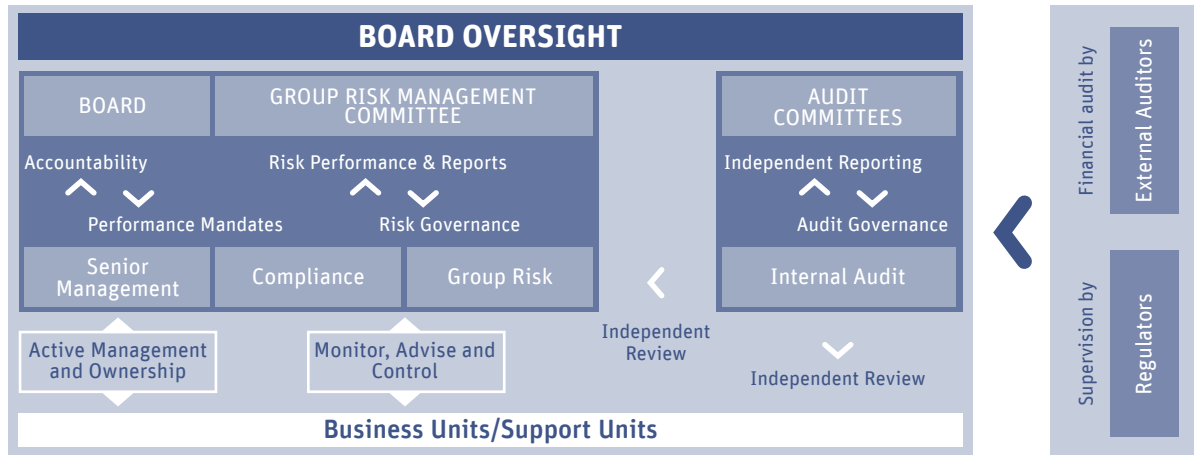 BOARD OVERSIGHT
BOARD
GROUP RISK MANAGEMENT
COMMITTEE
AUDIT
COMMITTEES
Accountability
Risk Performance & Reports
Independent Reporting
Performance Mandates
Risk Governance
Audit Governance
Senior
Management
Compliance
Group Risk
Internal Audit
Active Management
and Ownership
Monitor, Advise and
Control
Independent
Review
Independent Review
Business Units/Support Units
Financial audit by
External Auditors
Supervision by
Regulators